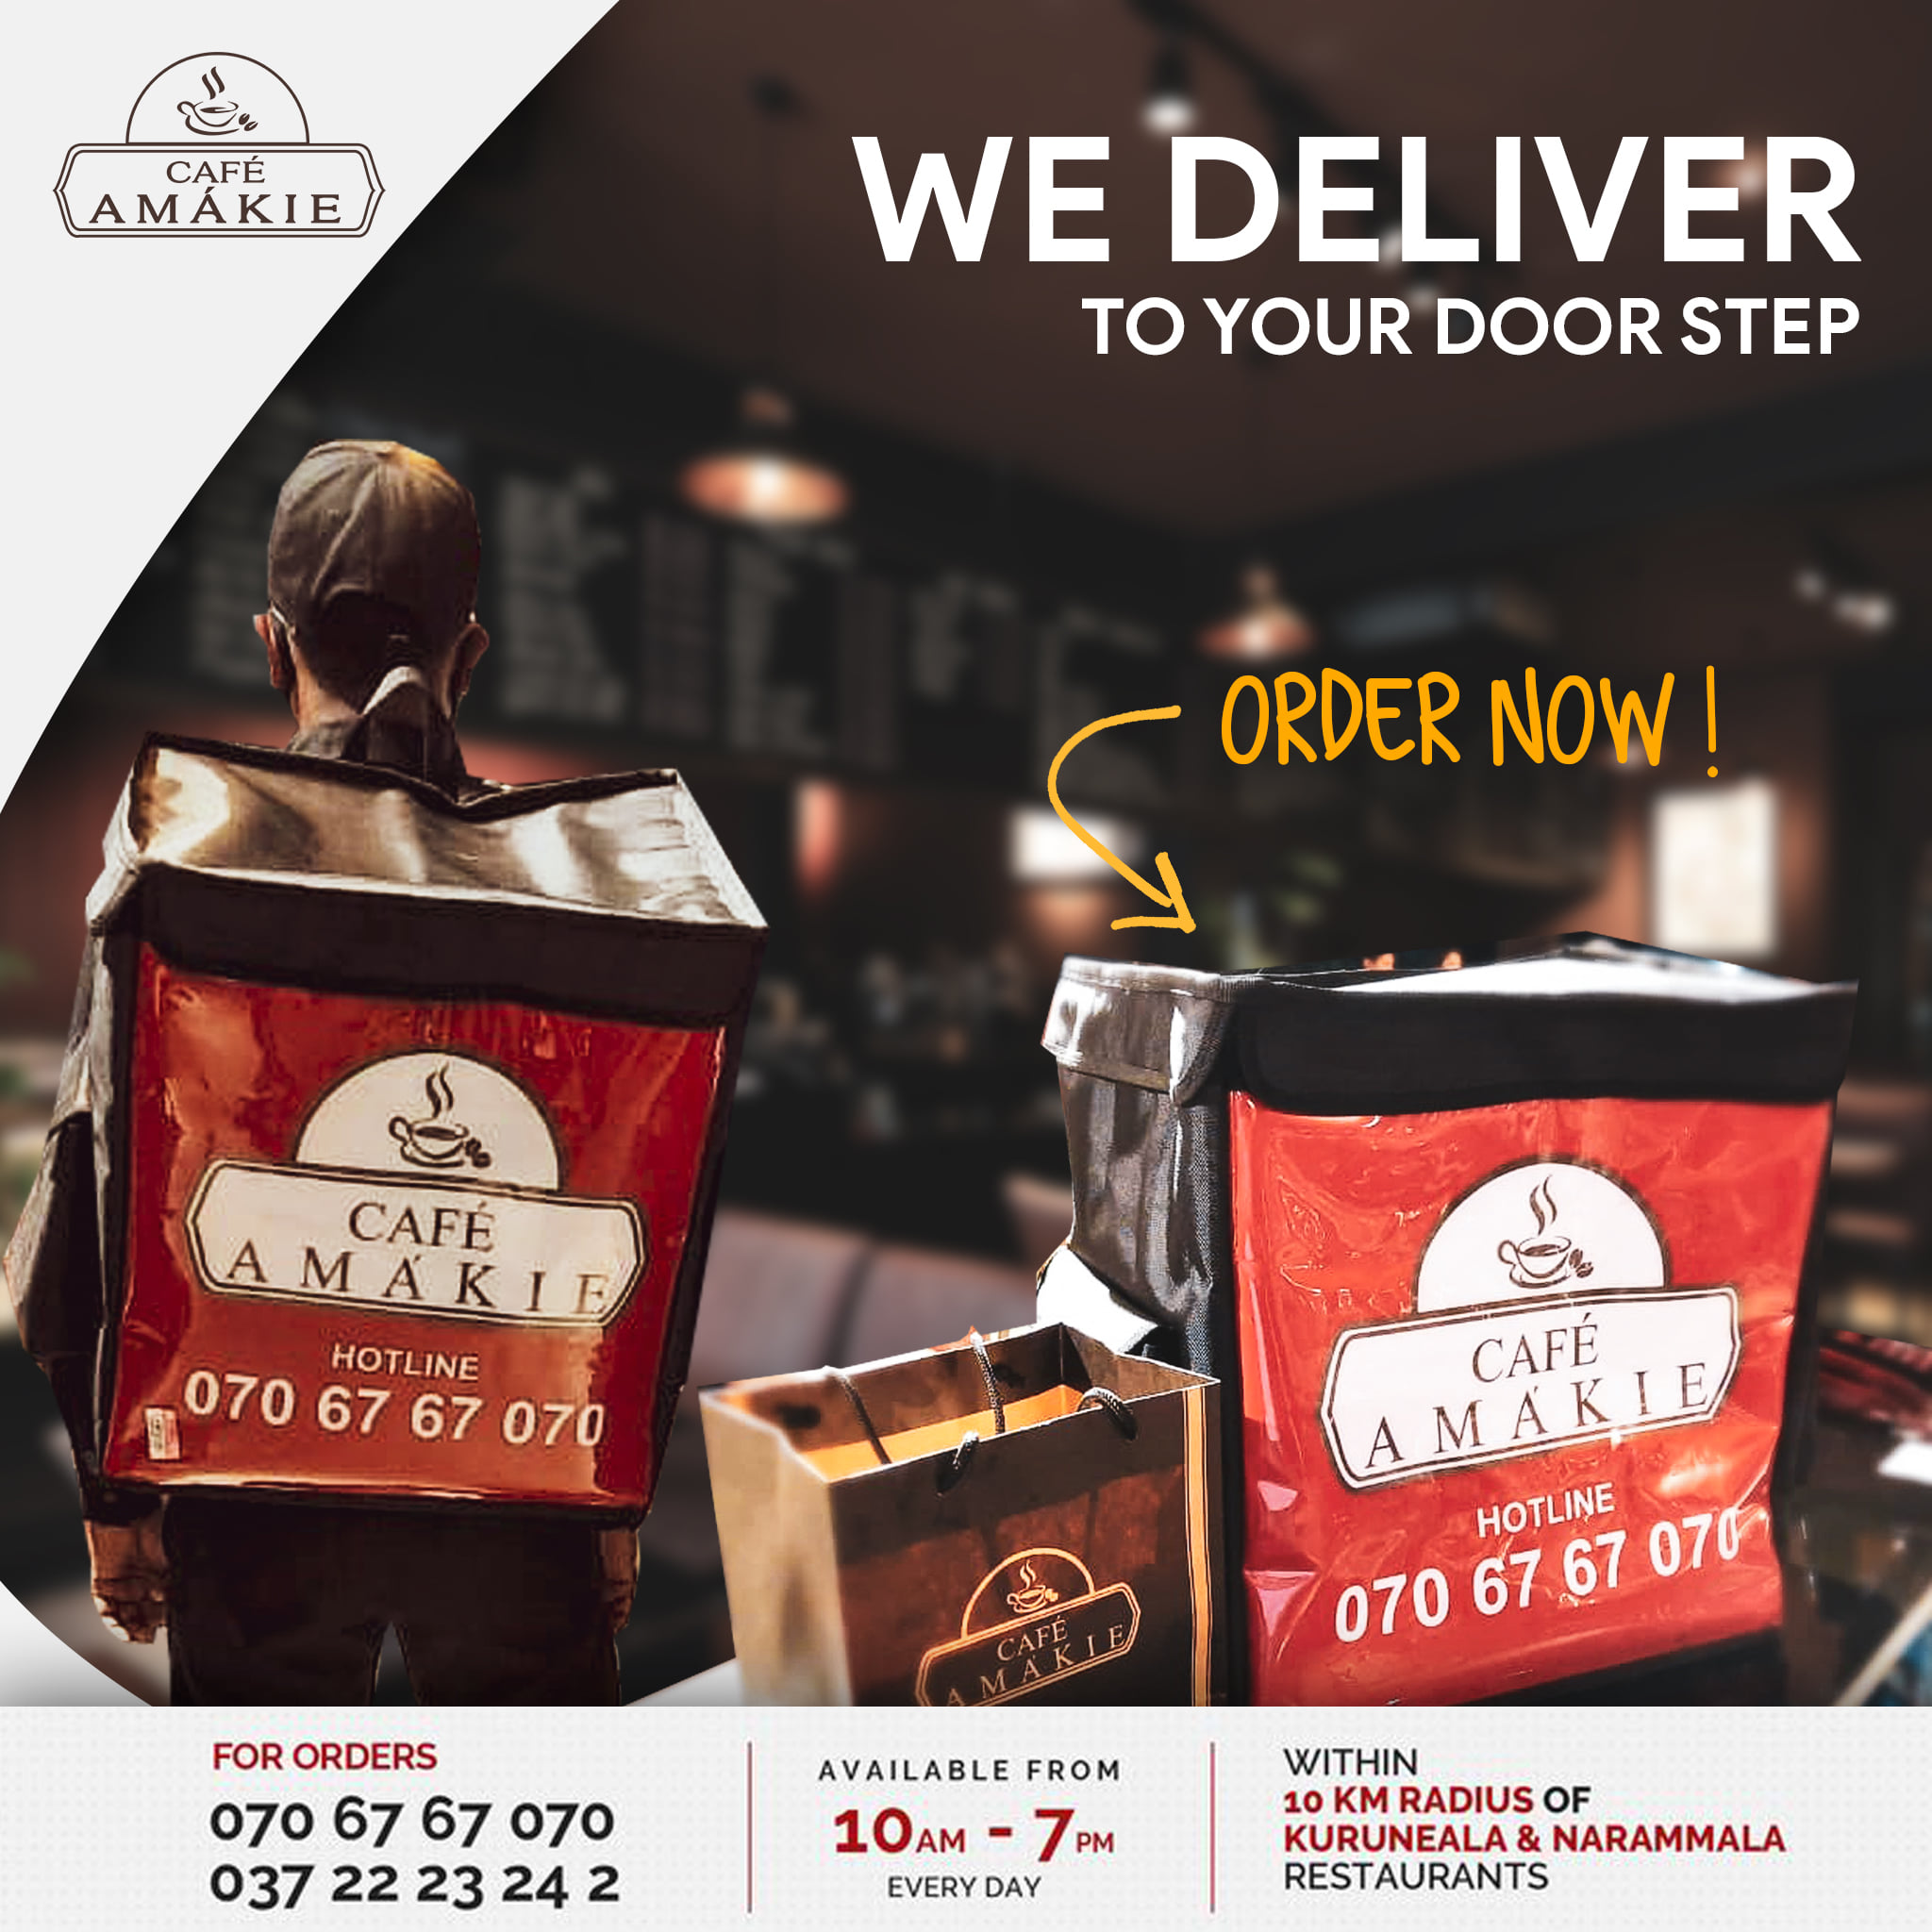 CAFÉ
AMÁKIE
WE DELIVER
TO YOUR DOOR STEP
ORDER NOW !
CAFÉ
AMÁKIE
HOTLINE
070 67 67 070
CAFÉ
AMÁKIE
CAFÉ
AMÁKIE
HOTLINE
070 67 67 070
FOR ORDERS
070 67 67 070
037 22 23 24 2
AVAILABLE FROM
10AM - 7PM
EVERY DAY
WITHIN
10 KM RADIUS OF
KURUNEALA & NARAMMALA
RESTAURANTS